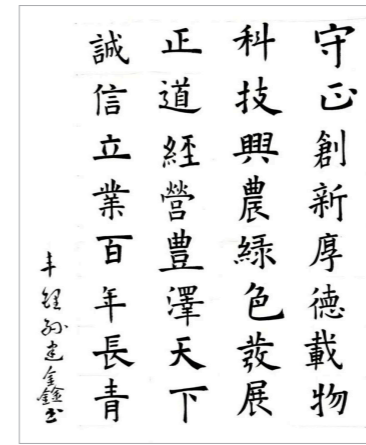 守正創新厚德載物
科技興農綠色發展
正道經營豊澤天下
誠信立業百年長青